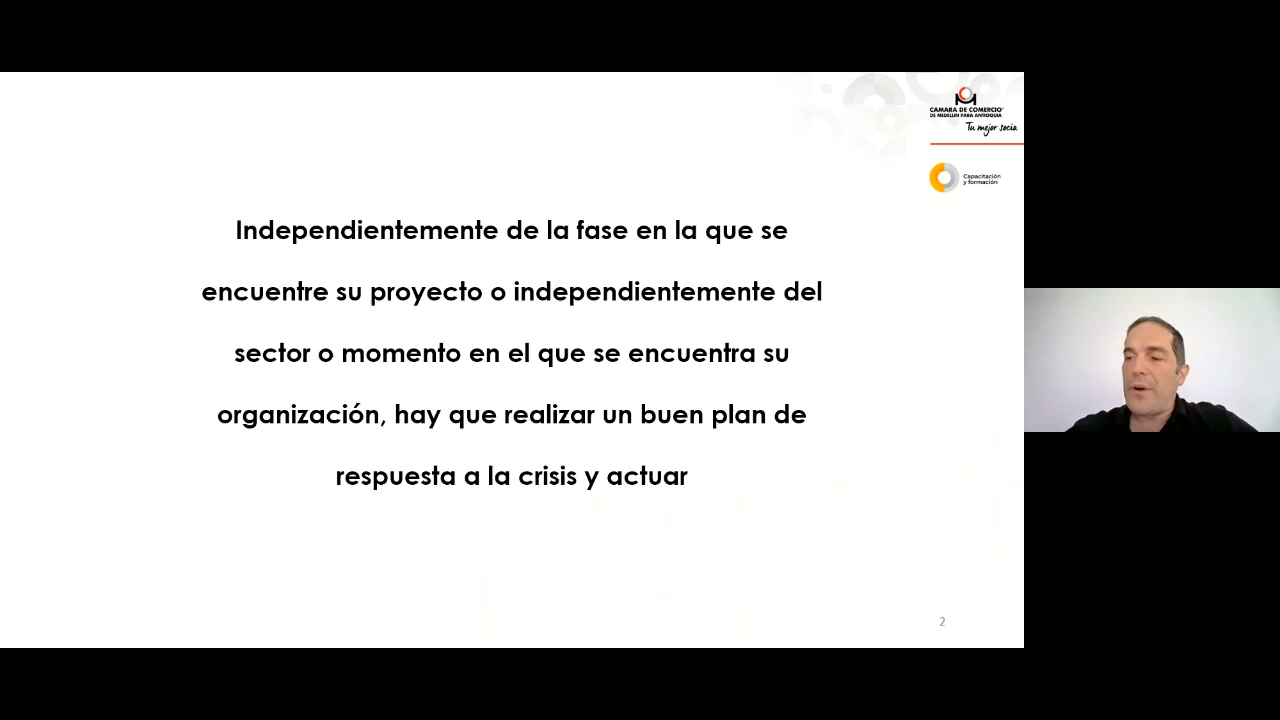 CAMARA DE COMERCIO
DE MEDELLIN PARA ANTIOQUIA
Tu mejor socio.
Capacitación
y formación
Independientemente de la fase en la que se
encuentre su proyecto o independientemente del
sector o momento en el que se encuentra su
organización, hay que realizar un buen plan de
respuesta a la crisis y actuar
2